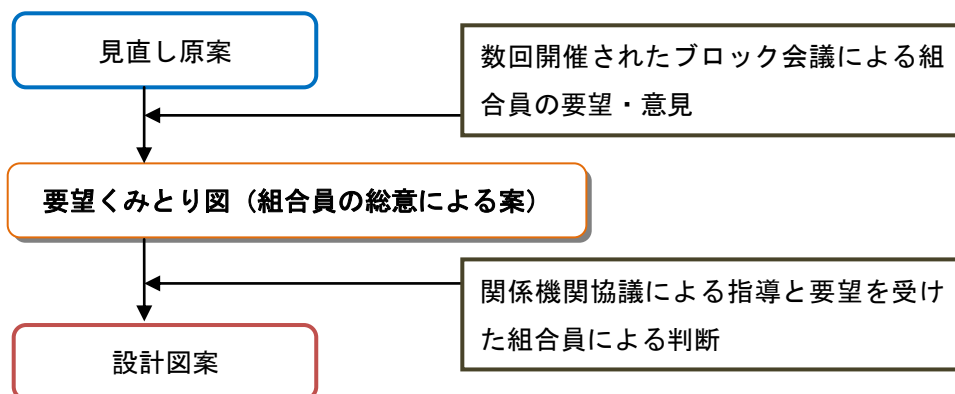 見直し原案
数回開催されたブロック会議による組
合員の要望・意見
要望くみとり図（組合員の総意による案）
関係機関協議による指導と要望を受け
た組合員による判断
設計図案